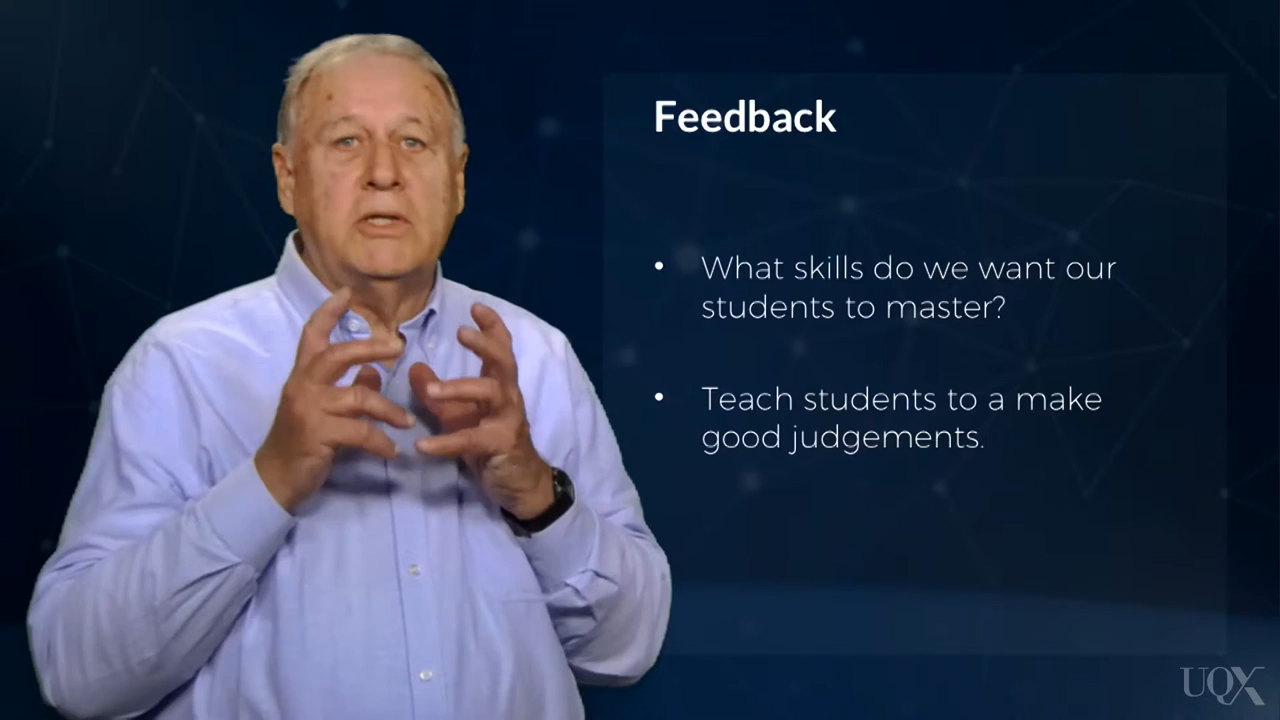 Feedback
• What skills do we want our
students to master?
• Teach students to a make
good judgements.
UQX